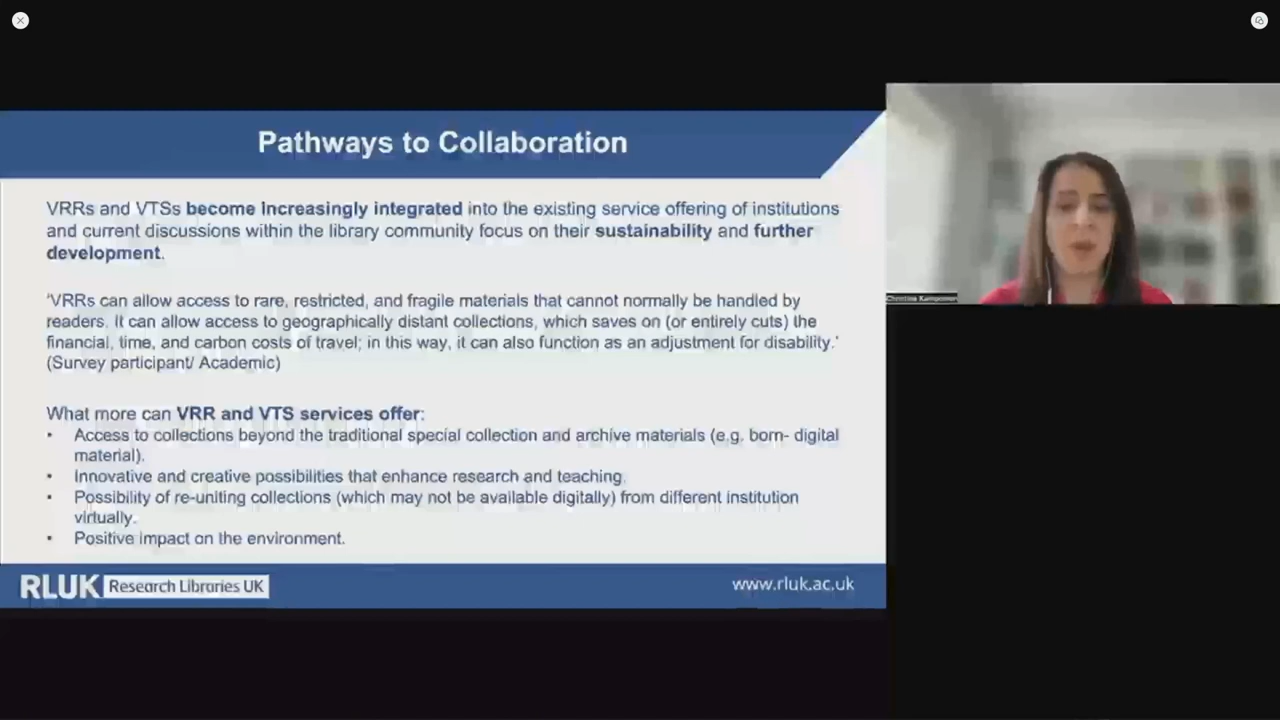 Pathways to Collaboration
VRRs and VTSs become increasingly integrated into the existing service offering of institutions
and current discussions within the library community focus on their sustainability and further
development.
‘VRRs can allow access to rare, restricted, and fragile materials that cannot normally be handled by
readers. It can allow access to geographically distant collections, which saves on (or entirely cuts) the
financial, time, and carbon costs of travel; in this way, it can also function as an adjustment for disability.’
(Survey participant/ Academic)
What more can VRR and VTS services offer:
• Access to collections beyond the traditional special collection and archive materials (e.g. born- digital
material).
• Innovative and creative possibilities that enhance research and teaching.
• Possibility of re-uniting collections (which may not be available digitally) from different institution
virtually.
• Positive impact on the environment.
RLUK Research Libraries UK
www.rluk.ac.uk
Christina